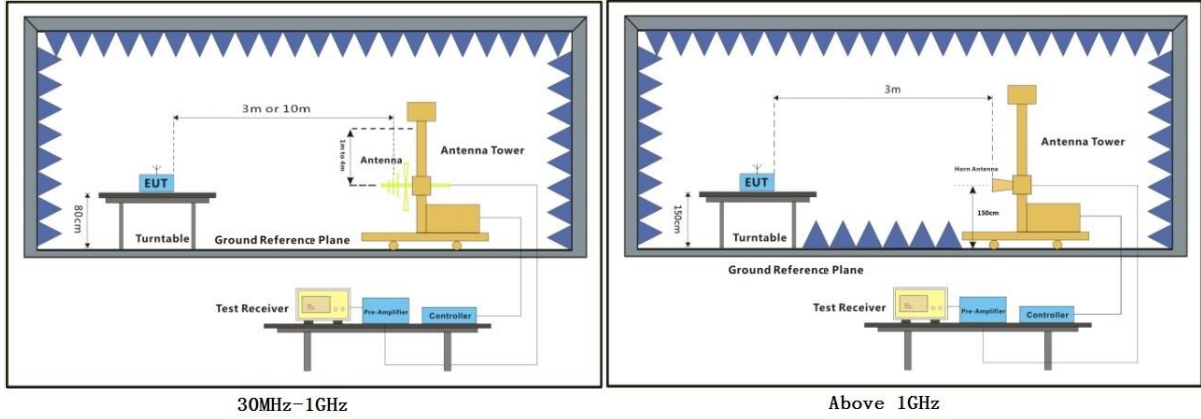 3m or 10m
1m to 4m
Antenna
Antenna Tower
EUT
80cm
Turntable
Ground Reference Plane
Test Receiver
Pre-Amplifier
Controller
30MHz-1GHz
3m
Antenna Tower
Horn Antenna
EUT
150cm
150cm
Turntable
Ground Reference Plane
Test Receiver
Pre-Amplifier
Controller
Above 1GHz